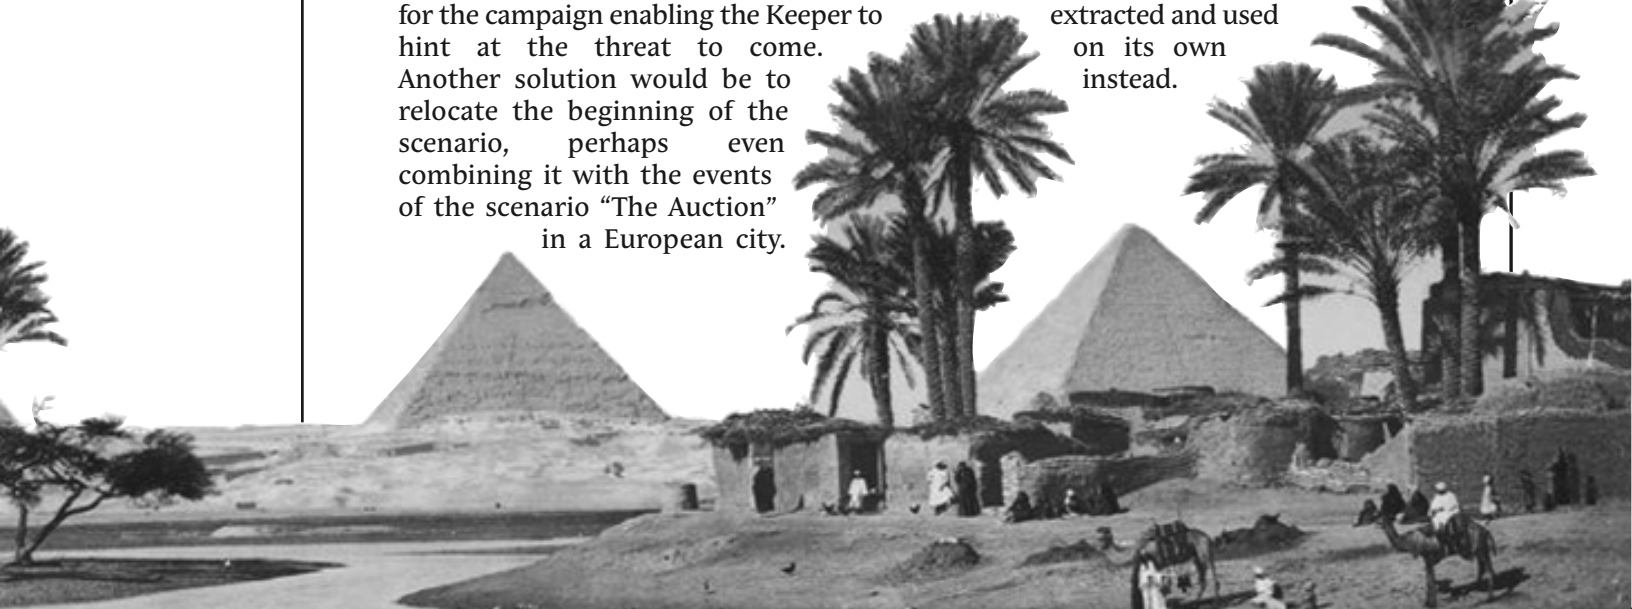 for the campaign enabling the Keeper to
hint at the threat to come.
Another solution would be to
relocate the beginning of the
scenario, perhaps even
combining it with the events
of the scenario “The Auction”
in a European city.
extracted and used
on its own
instead.